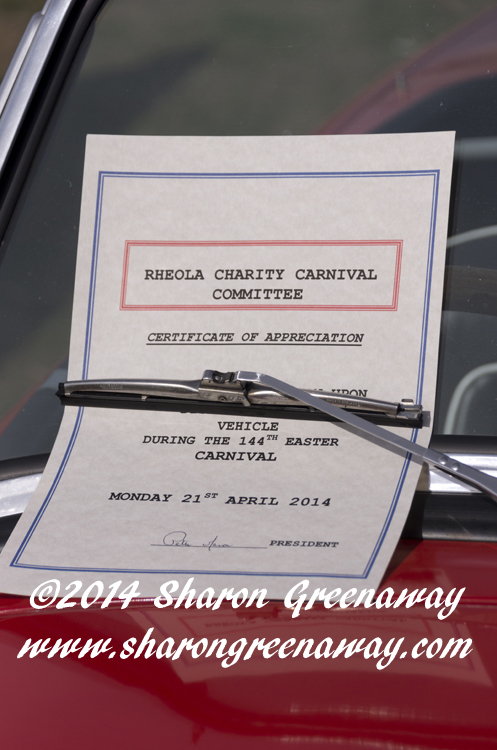 RHEOLA CHARITY CARNIVAL
COMMITTEE
CERTIFICATE OF APPRECIATION
UPON
VEHICLE
DURING THE 144TH EASTER
CARNIVAL
MONDAY 21ST APRIL 2014
PRESIDENT
©2014 Sharon Greenaway
www.sharongreenaway.com